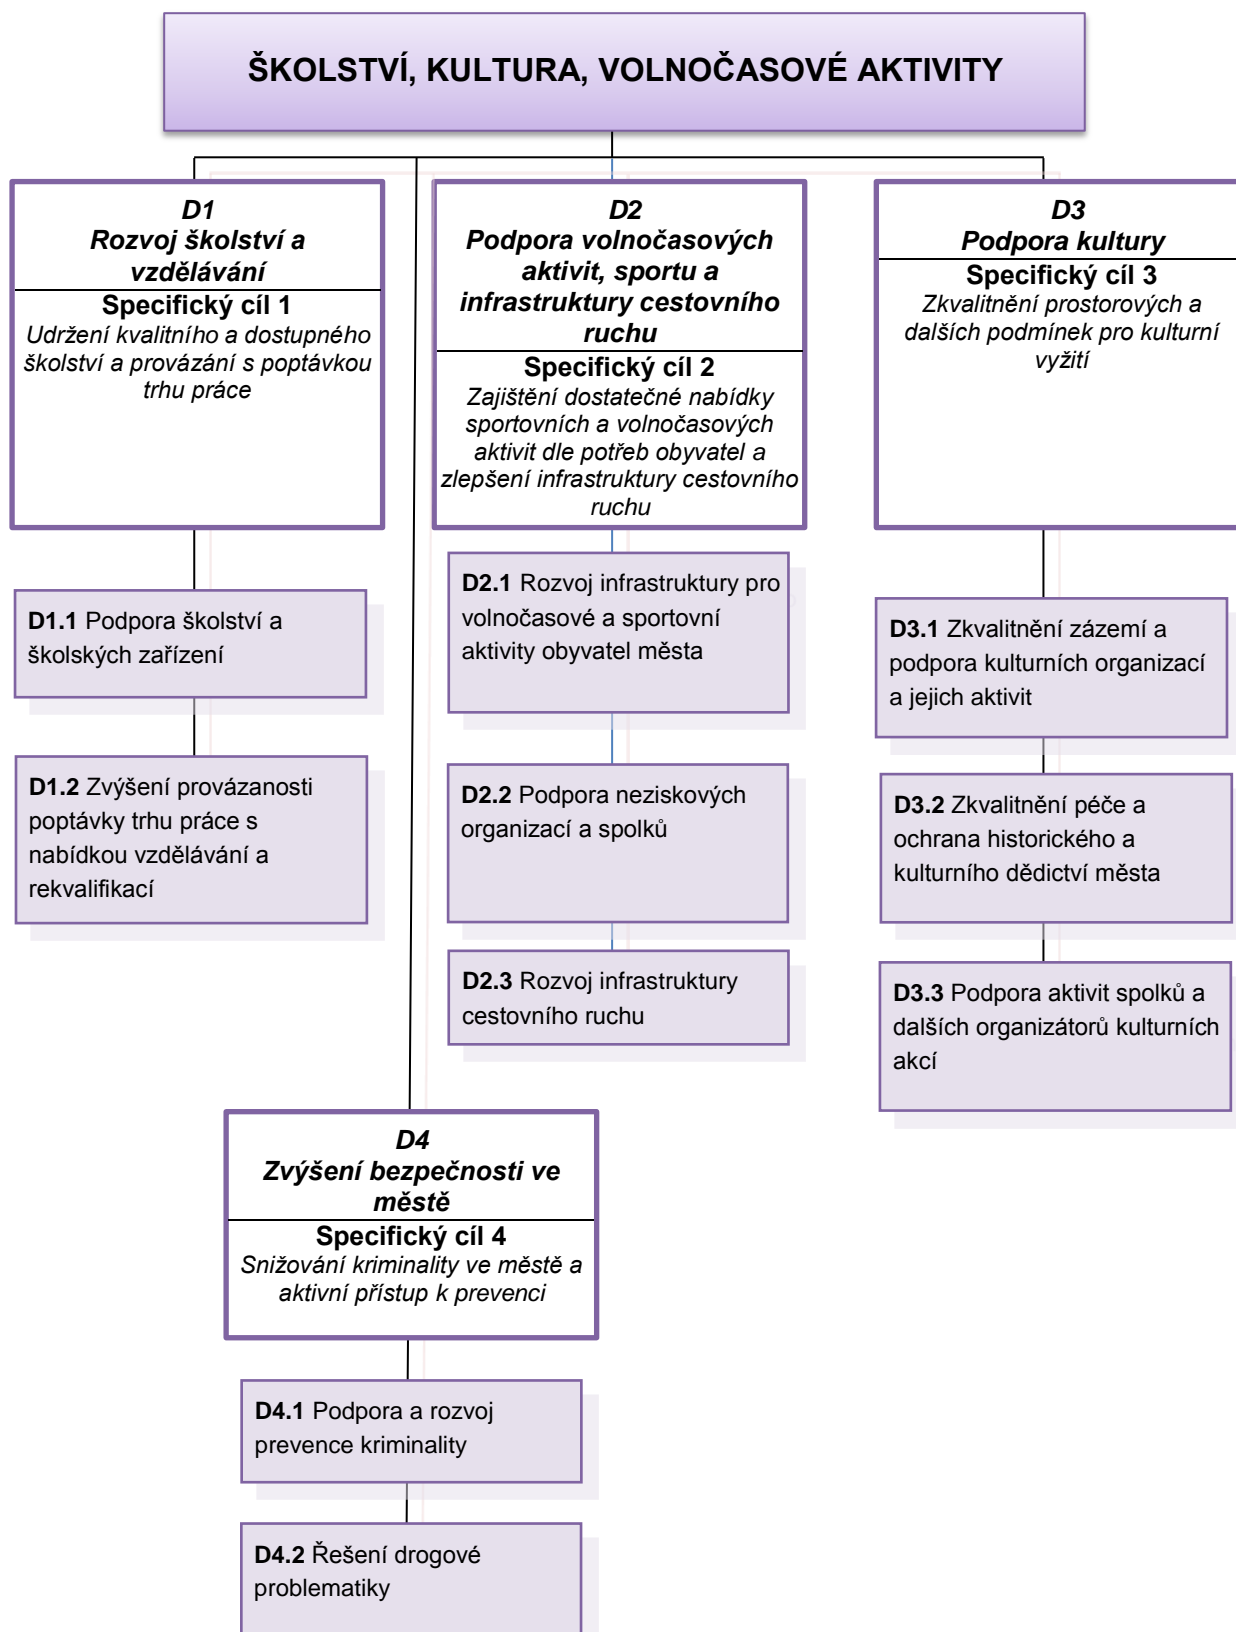 ŠKOLSTVÍ, KULTURA, VOLNOČASOVÉ AKTIVITY
D1
Rozvoj školství a
vzdělávání
Specifický cíl 1
Udržení kvalitního a dostupného
školství a provázání s poptávkou
trhu práce
D1.1 Podpora školství a
školských zařízení
D1.2 Zvýšení provázanosti
poptávky trhu práce s
nabídkou vzdělávání a
rekvalifikací
D2
Podpora volnočasových
aktivit, sportu a
infrastruktury cestovního
ruchu
Specifický cíl 2
Zajištění dostatečné nabídky
sportovních a volnočasových
aktivit dle potřeb obyvatel a
zlepšení infrastruktury cestovního
ruchu
D2.1 Rozvoj infrastruktury pro
volnočasové a sportovní
aktivity obyvatel města
D2.2 Podpora neziskových
organizací a spolků
D2.3 Rozvoj infrastruktury
cestovního ruchu
D3
Podpora kultury
Specifický cíl 3
Zkvalitnění prostorových a
dalších podmínek pro kulturní
vyžití
D3.1 Zkvalitnění zázemí a
podpora kulturních organizací
a jejich aktivit
D3.2 Zkvalitnění péče a
ochrana historického a
kulturního dědictví města
D3.3 Podpora aktivit spolků a
dalších organizátorů kulturních
akcí
D4
Zvýšení bezpečnosti ve
městě
Specifický cíl 4
Snižování kriminality ve městě a
aktivní přístup k prevenci
D4.1 Podpora a rozvoj
prevence kriminality
D4.2 Řešení drogové
problematiky